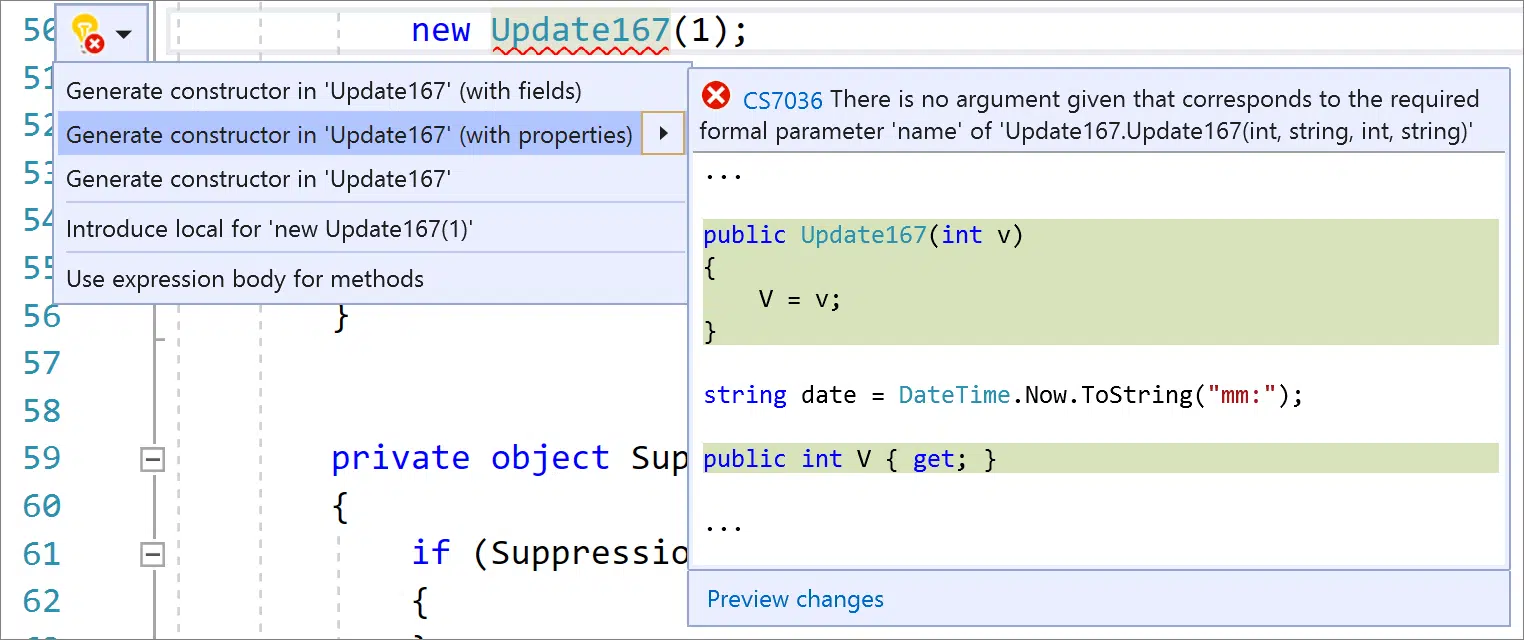 50 new Update167(1);
51
52
53
54
55
56 }
57
58
59 private object Sup
60 {
61 if (Suppressio
62 {
Generate constructor in 'Update167' (with fields)
Generate constructor in 'Update167' (with properties)
Generate constructor in 'Update167'
Introduce local for 'new Update167(1)'
Use expression body for methods
CS7036 There is no argument given that corresponds to the required
formal parameter 'name' of 'Update167.Update167(int, string, int, string)'
...
public Update167(int v)
{
V = v;
}
string date = DateTime.Now.ToString("mm:");
public int V { get; }
...
Preview changes